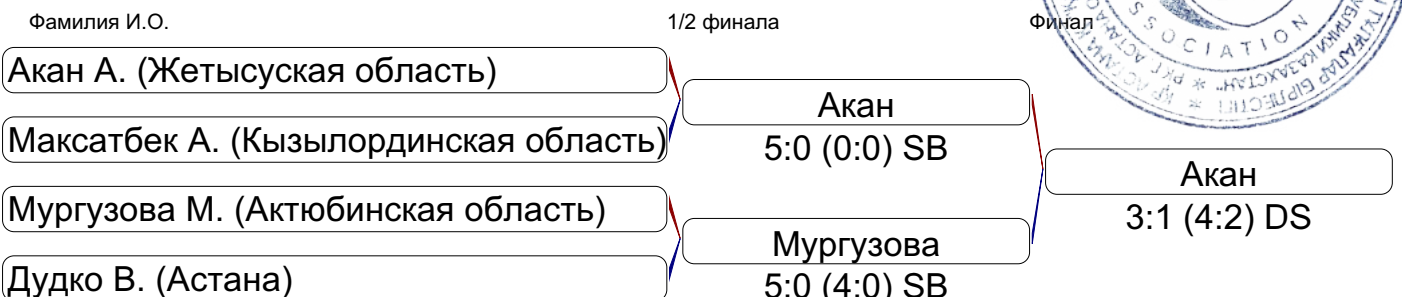 Фамилия И.О.
1/2 финала
Финал
Акан А. (Жетысуская область)
Максатбек А. (Кызылординская область)
Мургузова М. (Актюбинская область)
Дудко В. (Астана)
Акан
5:0 (0:0) SB
Мургузова
5:0 (4:0) SB
Акан
3:1 (4:2) DS